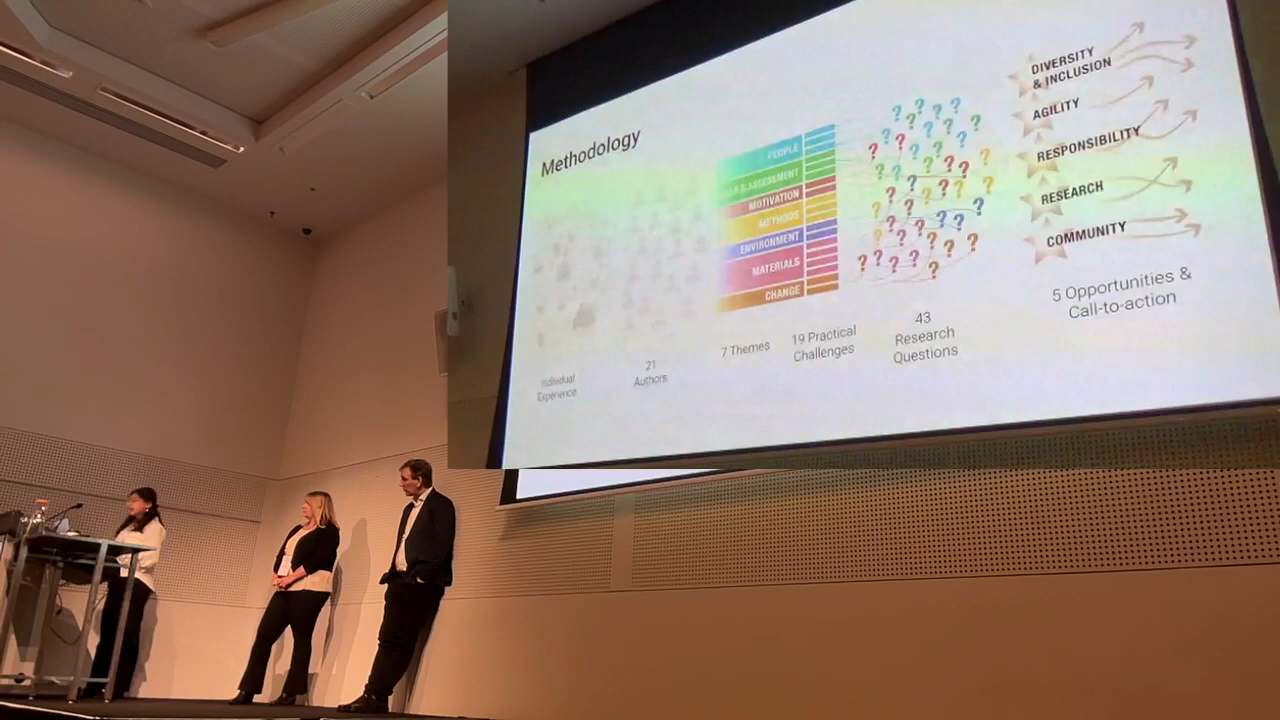 Methodology
PEOPLE
& ASSESSMENT
MOTIVATION
METHODS
ENVIRONMENT
MATERIALS
CHANGE
DIVERSITY
& INCLUSION
AGILITY
RESPONSIBILITY
RESEARCH
COMMUNITY
Individual
Experience
21
Authors
7 Themes
19 Practical
Challenges
43
Research
Questions
5 Opportunities &
Call-to-action